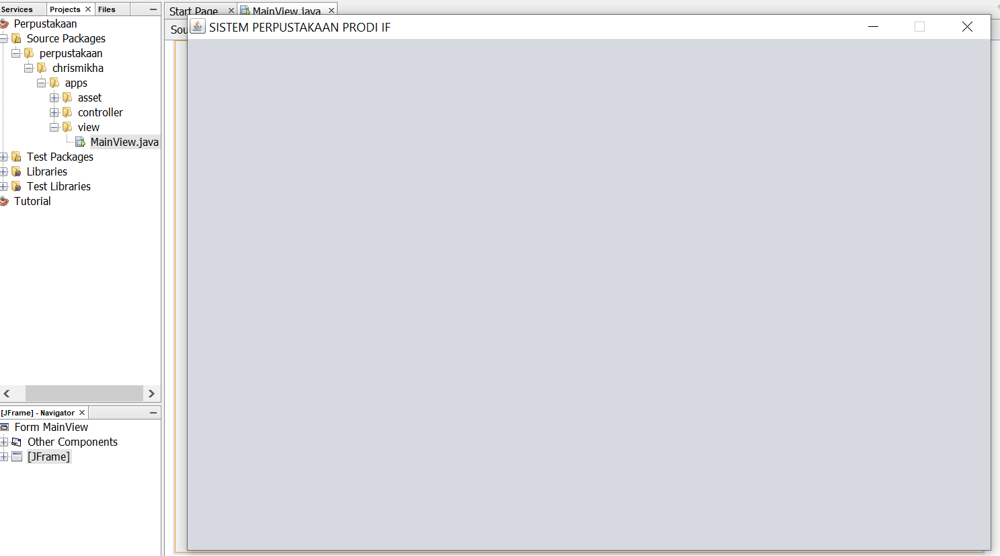 Services Projects Files
Perpustakaan
Source Packages
perpustakaan
chrismikha
apps
asset
controller
view
MainView.java
Test Packages
Libraries
Test Libraries
Tutorial
[JFrame] - Navigator
Form MainView
Other Components
[JFrame]
Start Page MainView.java
Sou
SISTEM PERPUSTAKAAN PRODI IF